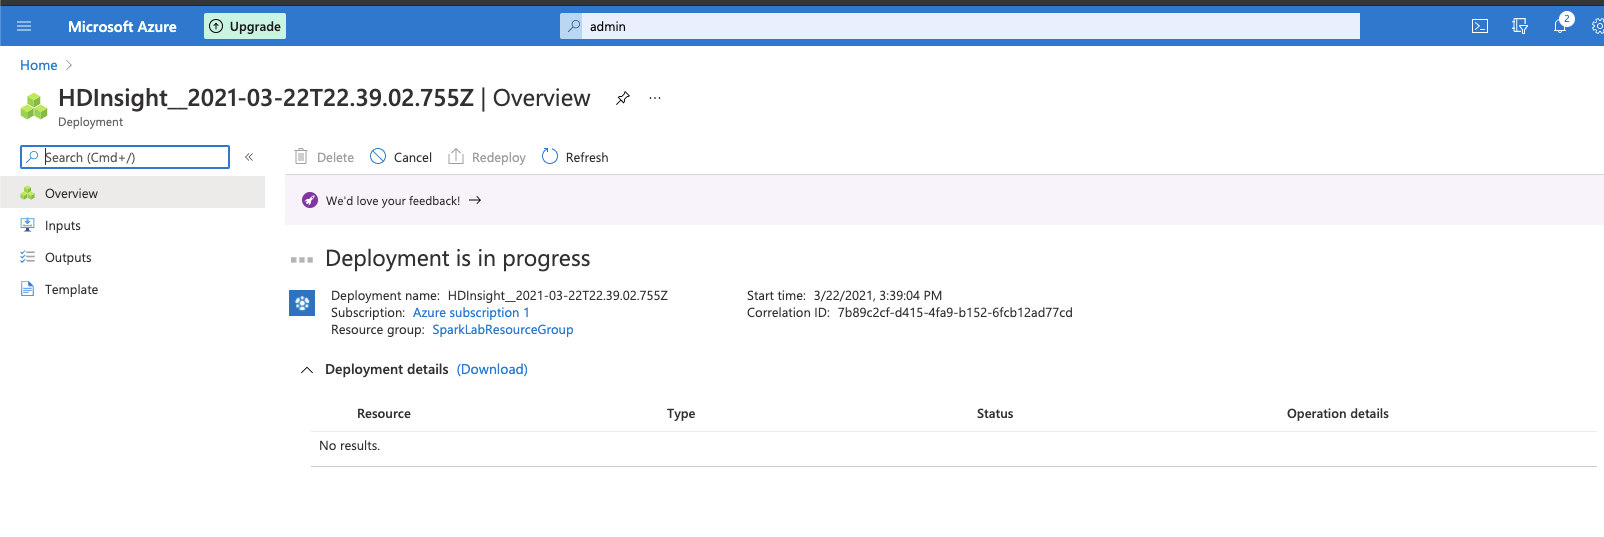 Microsoft Azure
Upgrade
admin
2
Home
HDInsight__2021-03-22T22.39.02.755Z | Overview
...
Deployment
Search (Cmd+/)
«
Delete
Cancel
Redeploy
Refresh
Overview
We'd love your feedback! →
Inputs
Outputs
Template
Deployment is in progress
Deployment name: HDInsight__2021-03-22T22.39.02.755Z
Subscription: Azure subscription 1
Resource group: SparkLabResourceGroup
Start time: 3/22/2021, 3:39:04 PM
Correlation ID: 7b89c2cf-d415-4fa9-b152-6fcb12ad77cd
Deployment details (Download)
Resource Type Status Operation details
No results.